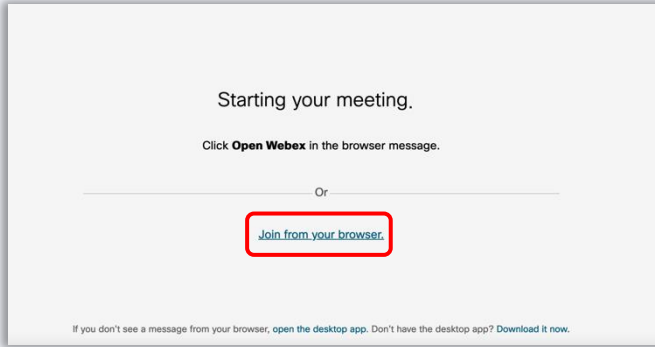 Starting your meeting.
Click Open Webex in the browser message.
Or
Join from your browser.
If you don't see a message from your browser, open the desktop app. Don't have the desktop app? Download it now.